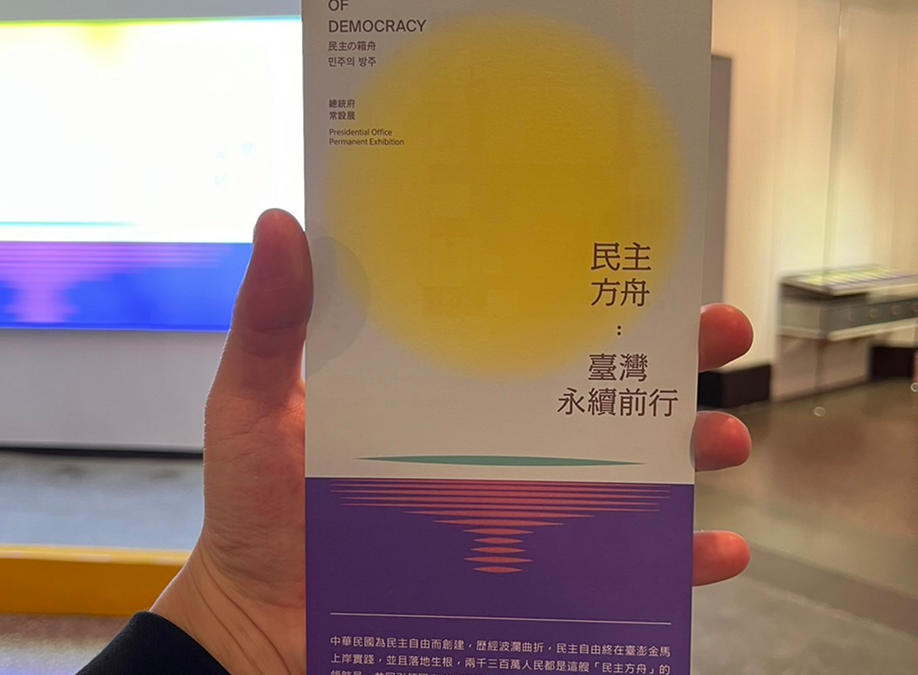 OF
DEMOCRACY
民主の箱舟
민주의 방주
總統府
常設展
Presidential Office
Permanent Exhibition
民主
方舟
:
臺灣
永續前行
中華民國為民主自由而創建，歷經波瀾曲折，民主自由終在臺澎金馬
上岸實踐，並且落地生根，兩千三百萬人民都是這艘「民主方舟」的